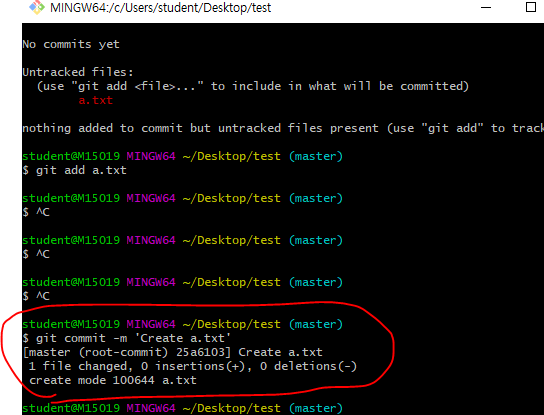 MINGW64:/c/Users/student/Desktop/test
No commits yet
Untracked files:
(use "git add <file>..." to include in what will be committed)
a.txt
nothing added to commit but untracked files present (use "git add" to track
student@M15019 MINGW64 ~/Desktop/test (master)
$ git add a.txt
student@M15019 MINGW64 ~/Desktop/test (master)
$ ^C
student@M15019 MINGW64 ~/Desktop/test (master)
$ ^C
student@M15019 MINGW64 ~/Desktop/test (master)
$ ^C
student@M15019 MINGW64 ~/Desktop/test (master)
$ git commit -m 'Create a.txt'
[master (root-commit) 25a6103] Create a.txt
1 file changed, 0 insertions(+), 0 deletions(-)
create mode 100644 a.txt
student@M15019 MINGW64 ~/Desktop/test (master)